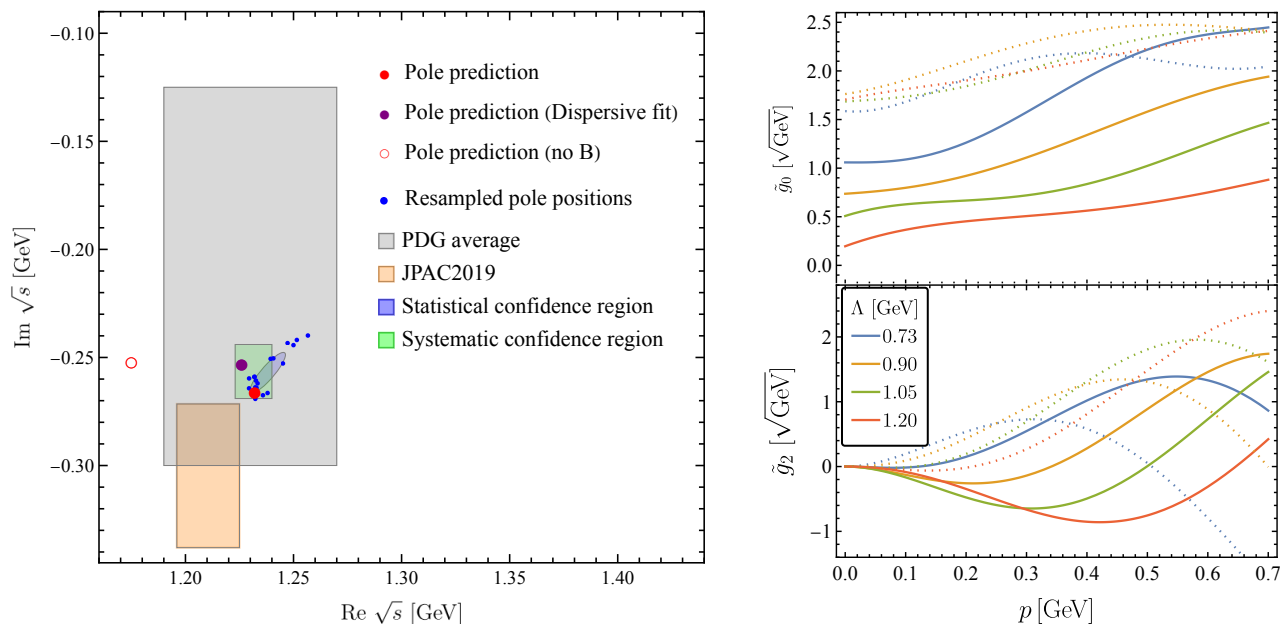 −0.10
−0.15
−0.20
−0.25
−0.30
Im √s [GeV]
1.20
1.25
1.30
1.35
1.40
Re √s [GeV]
Pole prediction
Pole prediction (Dispersive fit)
Pole prediction (no B)
Resampled pole positions
PDG average
JPAC2019
Statistical confidence region
Systematic confidence region
2.5
2.0
1.5
1.0
0.5
0.0
g̃₀ [√GeV]
2
1
0
−1
g̃₂ [√GeV]
Λ [GeV]
0.73
0.90
1.05
1.20
0.0
0.1
0.2
0.3
0.4
0.5
0.6
0.7
p [GeV]